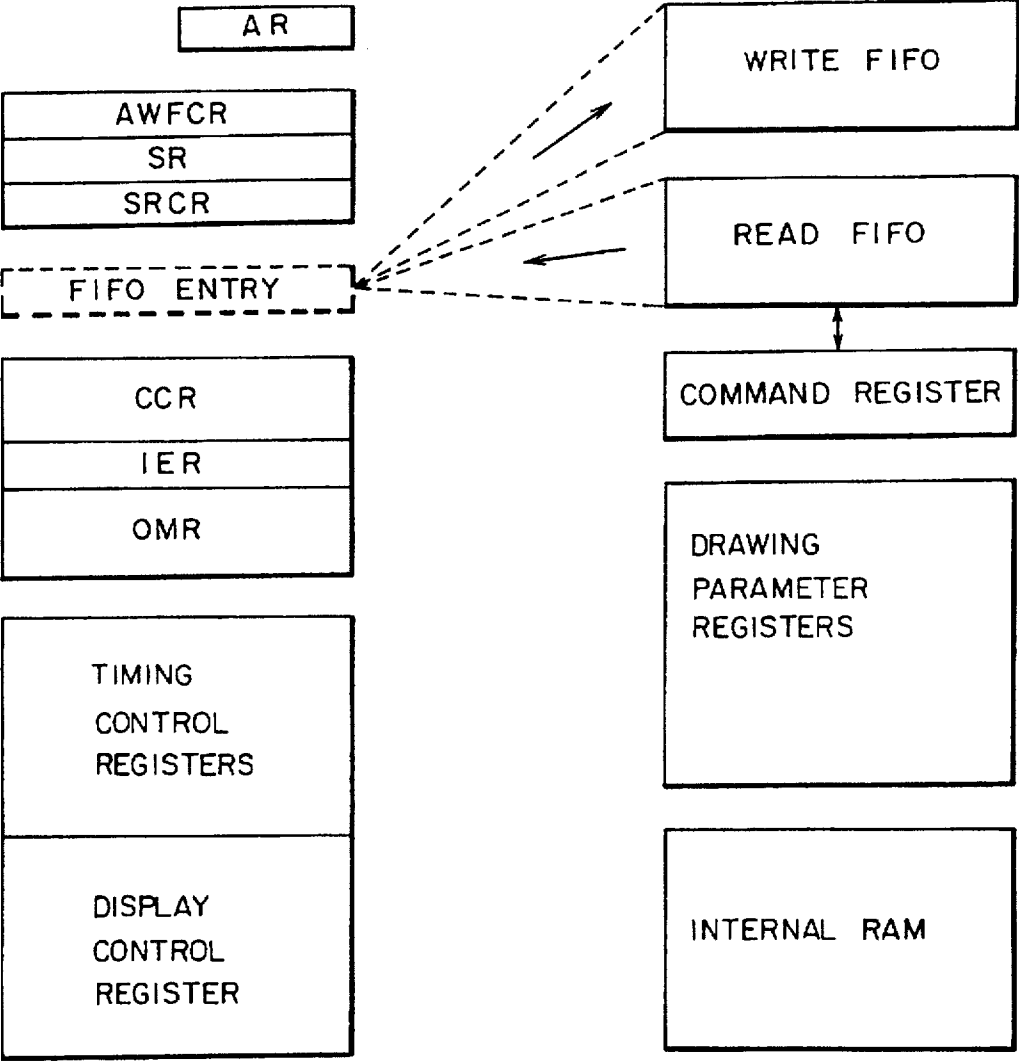 AR
AWFCR
SR
SRCR
FIFO ENTRY
CCR
IER
OMR
TIMING
CONTROL
REGISTERS
DISPLAY
CONTROL
REGISTER
WRITE FIFO
READ FIFO
COMMAND REGISTER
DRAWING
PARAMETER
REGISTERS
INTERNAL RAM